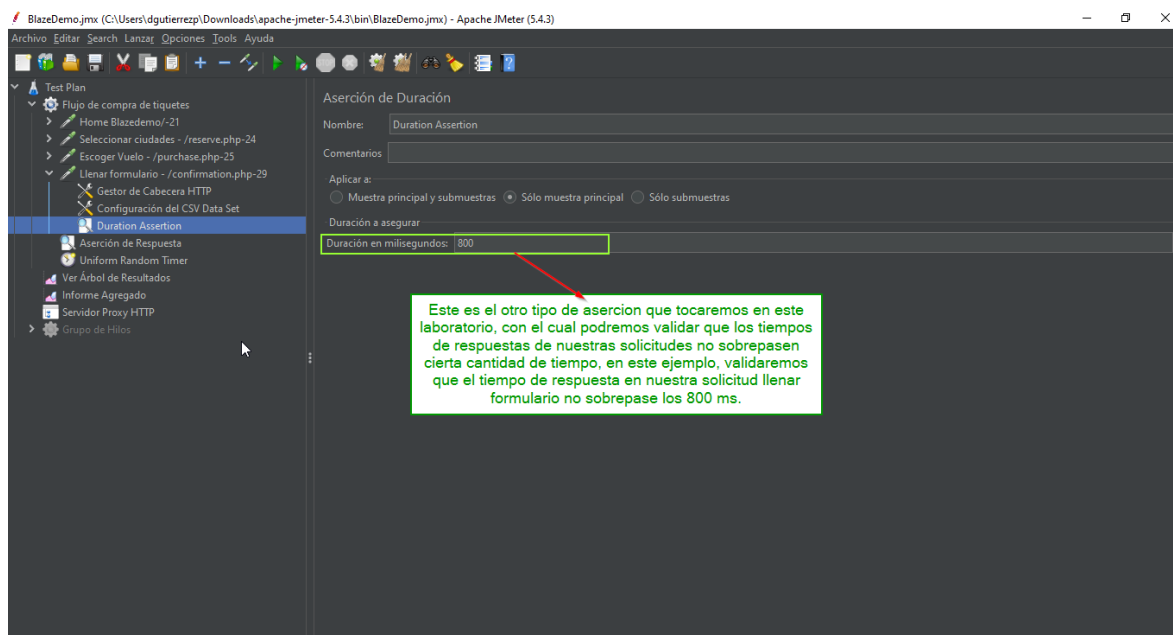 BlazeDemo.jmx (C:\Users\dgutierrezp\Downloads\apache-jmeter-5.4.3\bin\BlazeDemo.jmx) - Apache JMeter (5.4.3)
Archivo Editar Search Lanzar Opciones Tools Ayuda
Test Plan
Flujo de compra de tiquetes
Home Blazedemo/-21
Seleccionar ciudades - /reserve.php-24
Escoger Vuelo - /purchase.php-25
Llenar formulario - /confirmation.php-29
Gestor de Cabecera HTTP
Configuración del CSV Data Set
Duration Assertion
Aserción de Respuesta
Uniform Random Timer
Ver Árbol de Resultados
Informe Agregado
Servidor Proxy HTTP
Grupo de Hilos
Aserción de Duración
Nombre: Duration Assertion
Comentarios
Aplicar a:
Muestra principal y submuestras Sólo muestra principal Sólo submuestras
Duración a asegurar
Duración en milisegundos: 800
Este es el otro tipo de asercion que tocaremos en este
laboratorio, con el cual podremos validar que los tiempos
de respuestas de nuestras solicitudes no sobrepasen
cierta cantidad de tiempo, en este ejemplo, validaremos
que el tiempo de respuesta en nuestra solicitud llenar
formulario no sobrepase los 800 ms.